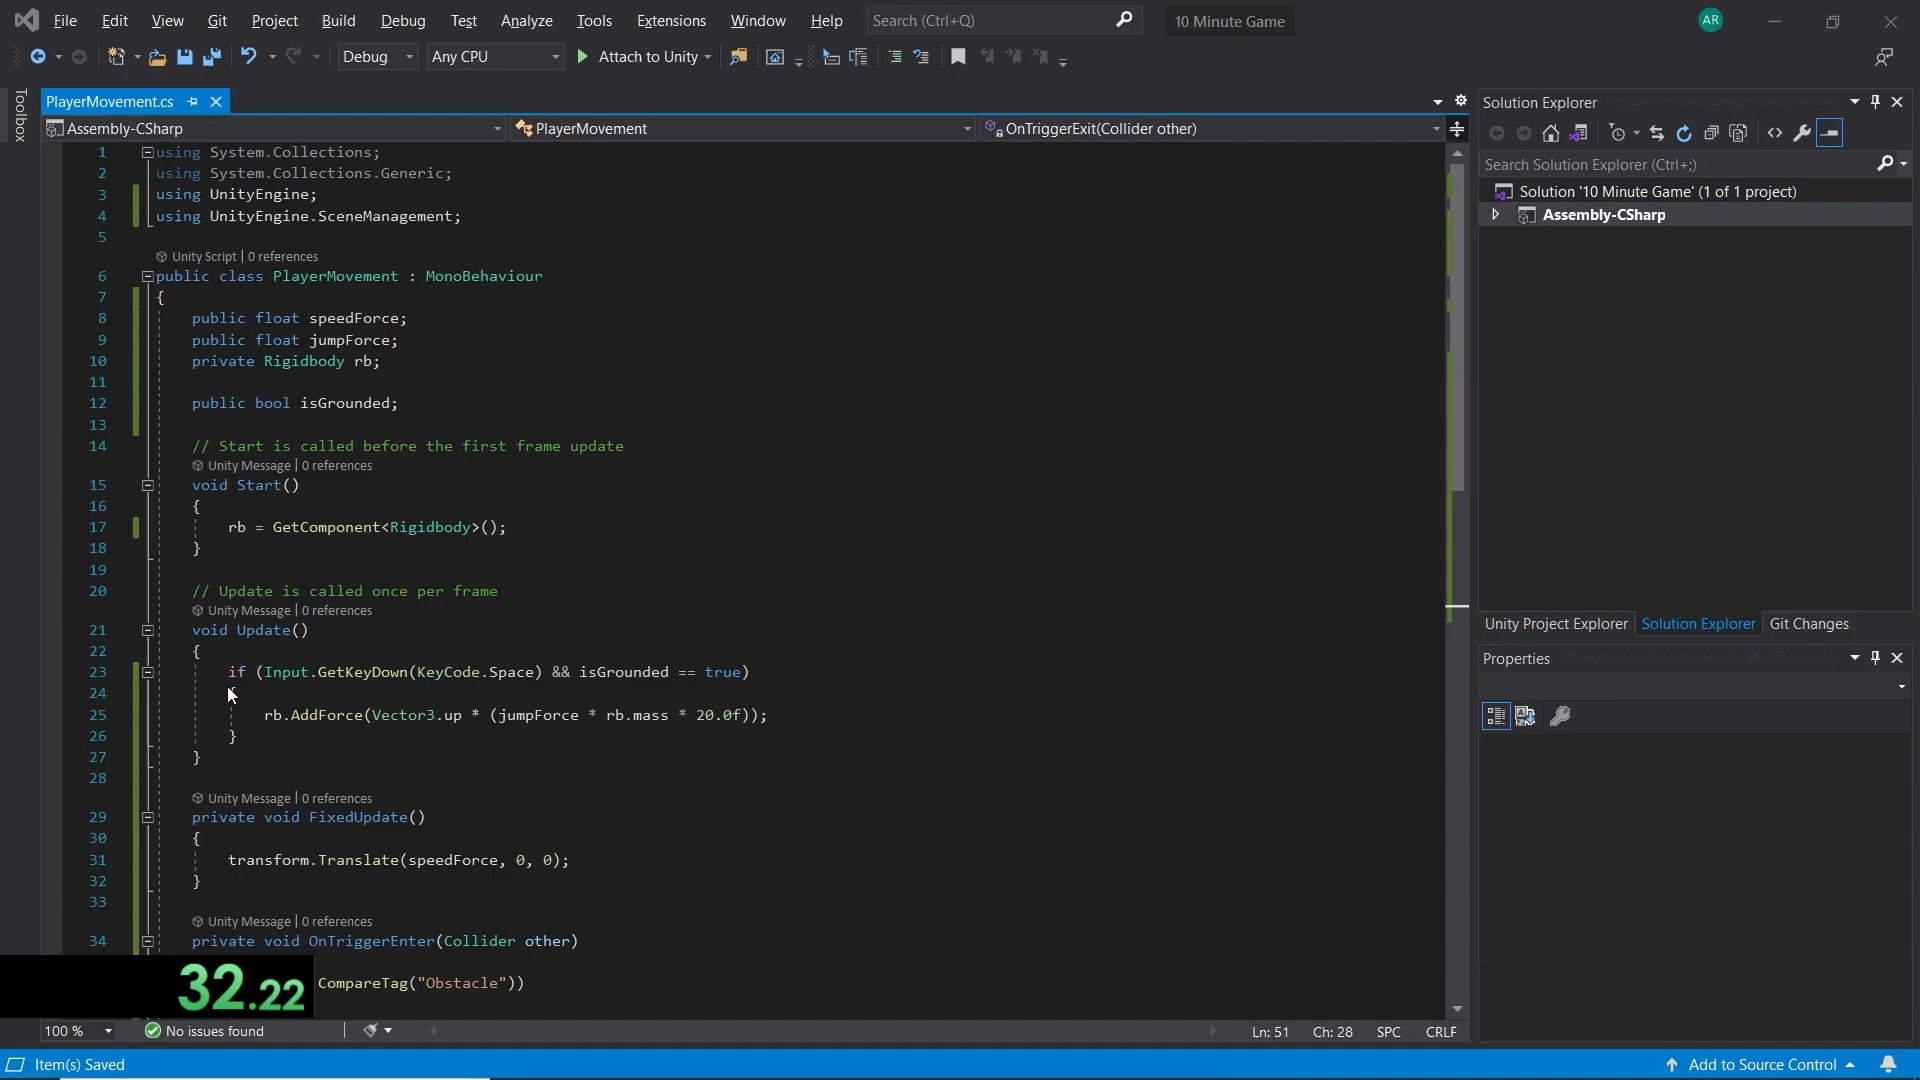 File Edit View Git Project Build Debug Test Analyze Tools Extensions Window Help Search (Ctrl+Q) 10 Minute Game AR
Debug Any CPU Attach to Unity
Toolbox
PlayerMovement.cs
Assembly-CSharp PlayerMovement OnTriggerExit(Collider other)
1 using System.Collections;
2 using System.Collections.Generic;
3 using UnityEngine;
4 using UnityEngine.SceneManagement;
5
Unity Script | 0 references
6 public class PlayerMovement : MonoBehaviour
7 {
8 public float speedForce;
9 public float jumpForce;
10 private Rigidbody rb;
11
12 public bool isGrounded;
13
14 // Start is called before the first frame update
Unity Message | 0 references
15 void Start()
16 {
17 rb = GetComponent<Rigidbody>();
18 }
19
20 // Update is called once per frame
Unity Message | 0 references
21 void Update()
22 {
23 if (Input.GetKeyDown(KeyCode.Space) && isGrounded == true)
24 {
25 rb.AddForce(Vector3.up * (jumpForce * rb.mass * 20.0f));
26 }
27 }
28
Unity Message | 0 references
29 private void FixedUpdate()
30 {
31 transform.Translate(speedForce, 0, 0);
32 }
33
Unity Message | 0 references
34 private void OnTriggerEnter(Collider other)
CompareTag("Obstacle"))
32.22
100 % No issues found Ln: 51 Ch: 28 SPC CRLF
Item(s) Saved Add to Source Control
Solution Explorer
Search Solution Explorer (Ctrl+;)
Solution '10 Minute Game' (1 of 1 project)
Assembly-CSharp
Unity Project Explorer Solution Explorer Git Changes
Properties